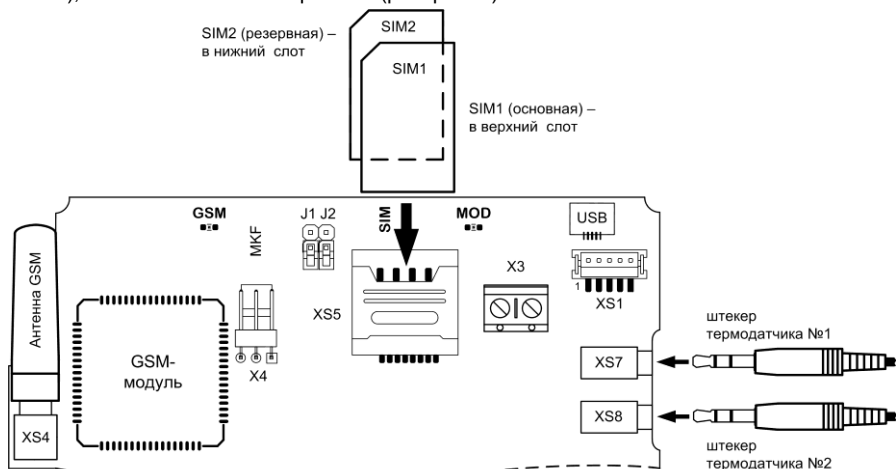 SIM2 (резервная) –
в нижний слот
SIM2
SIM1
SIM1 (основная) –
в верхний слот
GSM
MKF
J1 J2
SIM
MOD
USB
X3
XS1
1
XS5
Антенна GSM
GSM-
модуль
X4
XS4
XS7
XS8
штекер
термодатчика №1
штекер
термодатчика №2